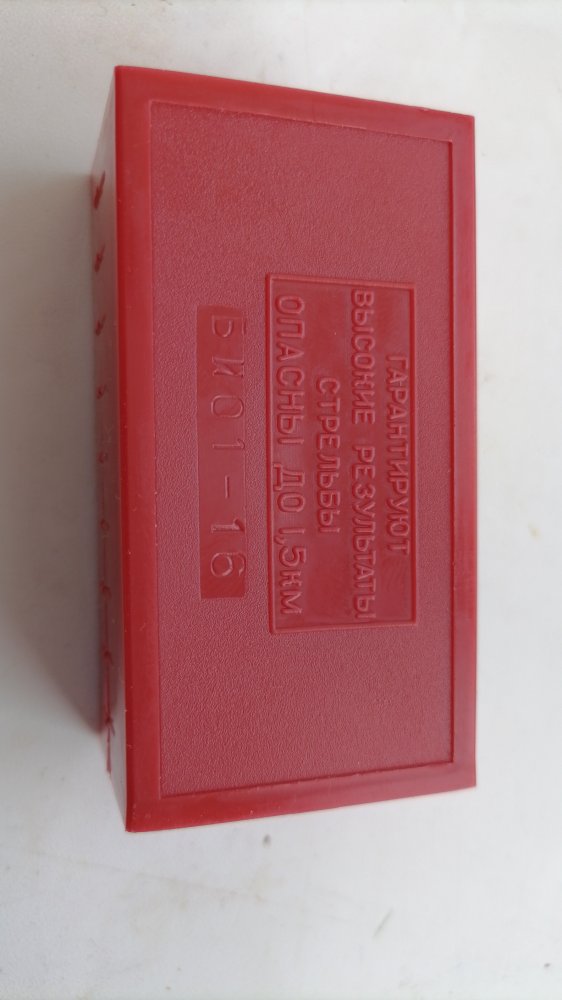 ГАРАНТИРУЮТ
ВЫСОКИЕ РЕЗУЛЬТАТЫ
СТРЕЛЬБЫ
ОПАСНЫ ДО 1,5км
БИ01-16